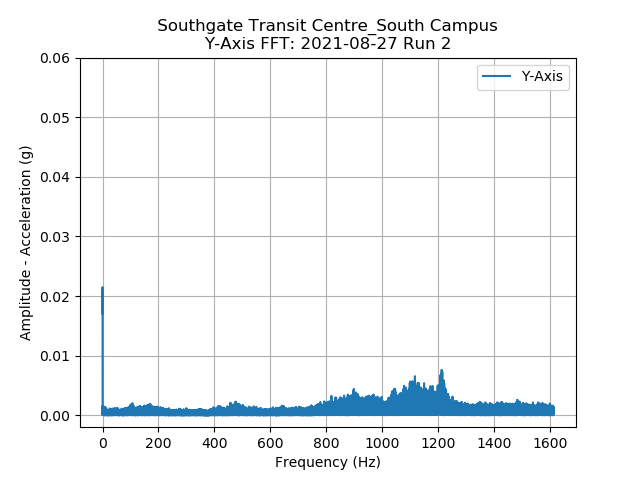 Southgate Transit Centre_South Campus
Y-Axis FFT: 2021-08-27 Run 2
Y-Axis
0.06
0.05
0.04
0.03
0.02
0.01
0.00
Amplitude - Acceleration (g)
0 200 400 600 800 1000 1200 1400 1600
Frequency (Hz)